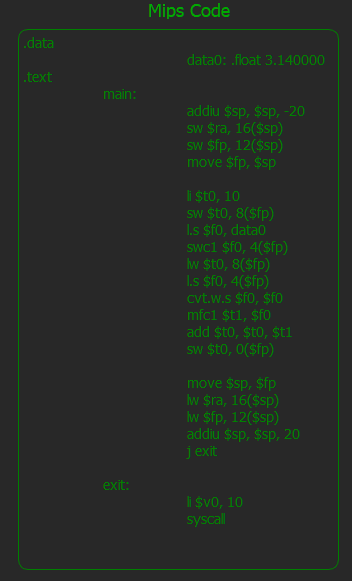 Mips Code
.data
data0: .float 3.140000
.text
main:
addiu $sp, $sp, -20
sw $ra, 16($sp)
sw $fp, 12($sp)
move $fp, $sp
li $t0, 10
sw $t0, 8($fp)
l.s $f0, data0
swc1 $f0, 4($fp)
lw $t0, 8($fp)
l.s $f0, 4($fp)
cvt.w.s $f0, $f0
mfc1 $t1, $f0
add $t0, $t0, $t1
sw $t0, 0($fp)
move $sp, $fp
lw $ra, 16($sp)
lw $fp, 12($sp)
addiu $sp, $sp, 20
j exit
exit:
li $v0, 10
syscall